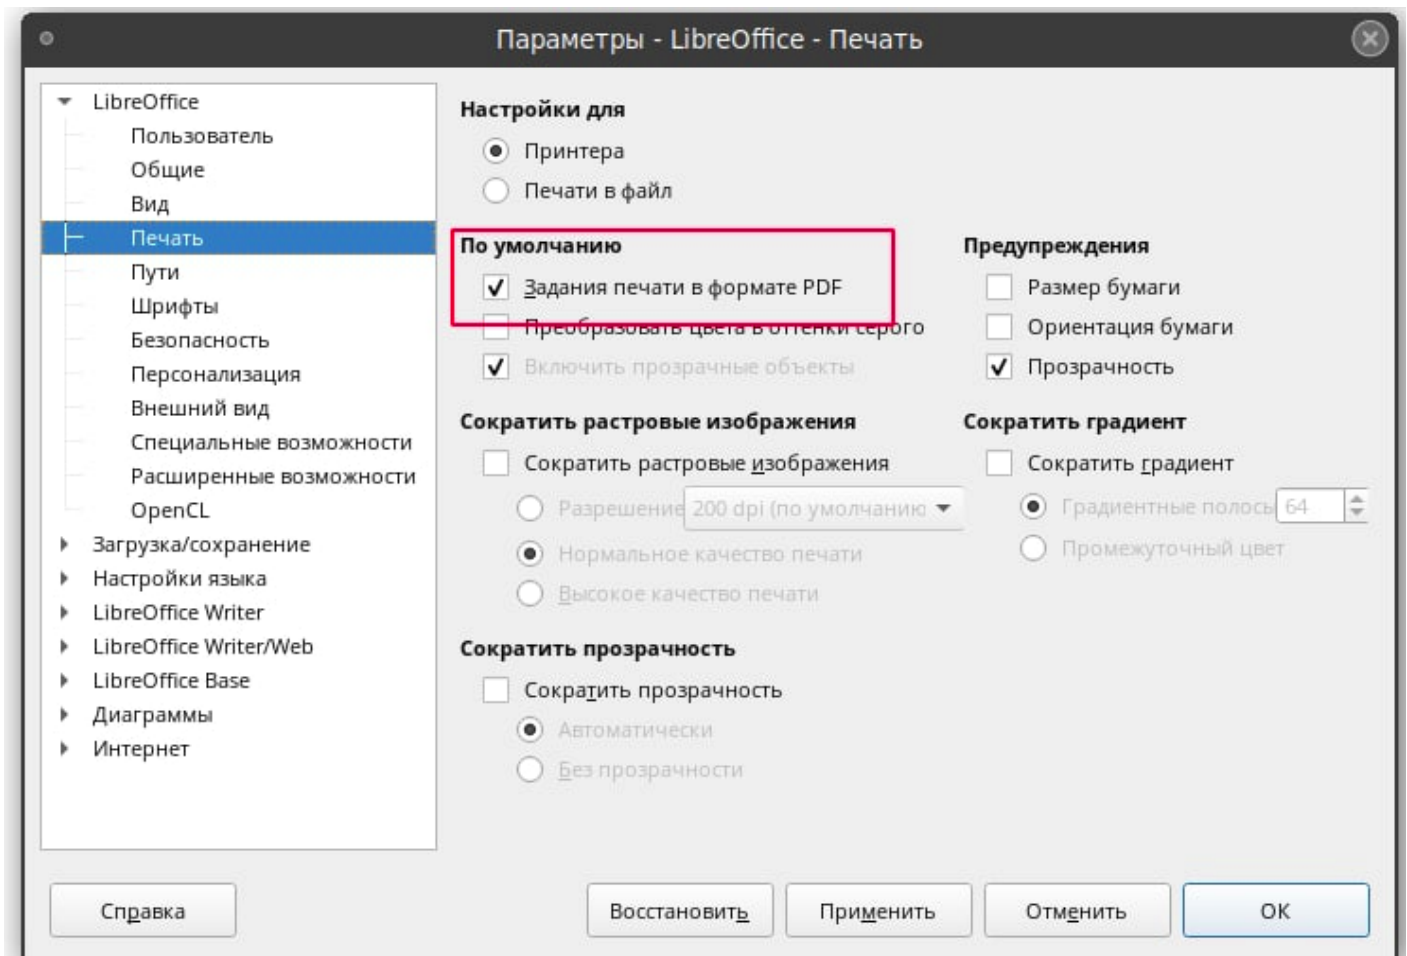 Параметры - LibreOffice - Печать
LibreOffice
Пользователь
Общие
Вид
Печать
Пути
Шрифты
Безопасность
Персонализация
Внешний вид
Специальные возможности
Расширенные возможности
OpenCL
Загрузка/сохранение
Настройки языка
LibreOffice Writer
LibreOffice Writer/Web
LibreOffice Base
Диаграммы
Интернет
Настройки для
Принтера
Печати в файл
По умолчанию
Задания печати в формате PDF
Преобразовать цвета в оттенки серого
Включить прозрачные объекты
Предупреждения
Размер бумаги
Ориентация бумаги
Прозрачность
Сократить растровые изображения
Сократить растровые изображения
Разрешение 200 dpi (по умолчанию
Нормальное качество печати
Высокое качество печати
Сократить градиент
Сократить градиент
Градиентные полосы 64
Промежуточный цвет
Сократить прозрачность
Сократить прозрачность
Автоматически
Без прозрачности
Справка
Восстановить
Применить
Отменить
ОК